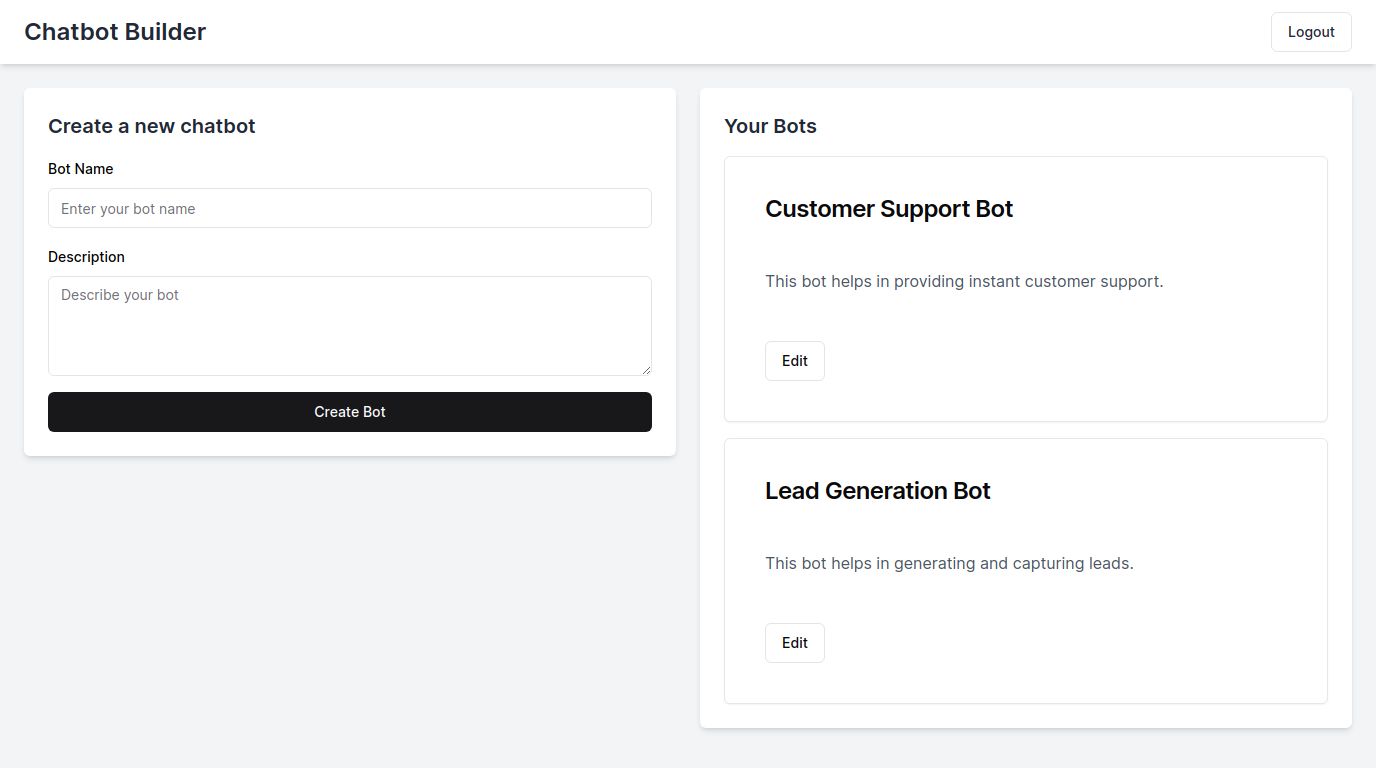 Chatbot Builder
Logout
Create a new chatbot
Bot Name
Enter your bot name
Description
Describe your bot
Create Bot
Your Bots
Customer Support Bot
This bot helps in providing instant customer support.
Edit
Lead Generation Bot
This bot helps in generating and capturing leads.
Edit